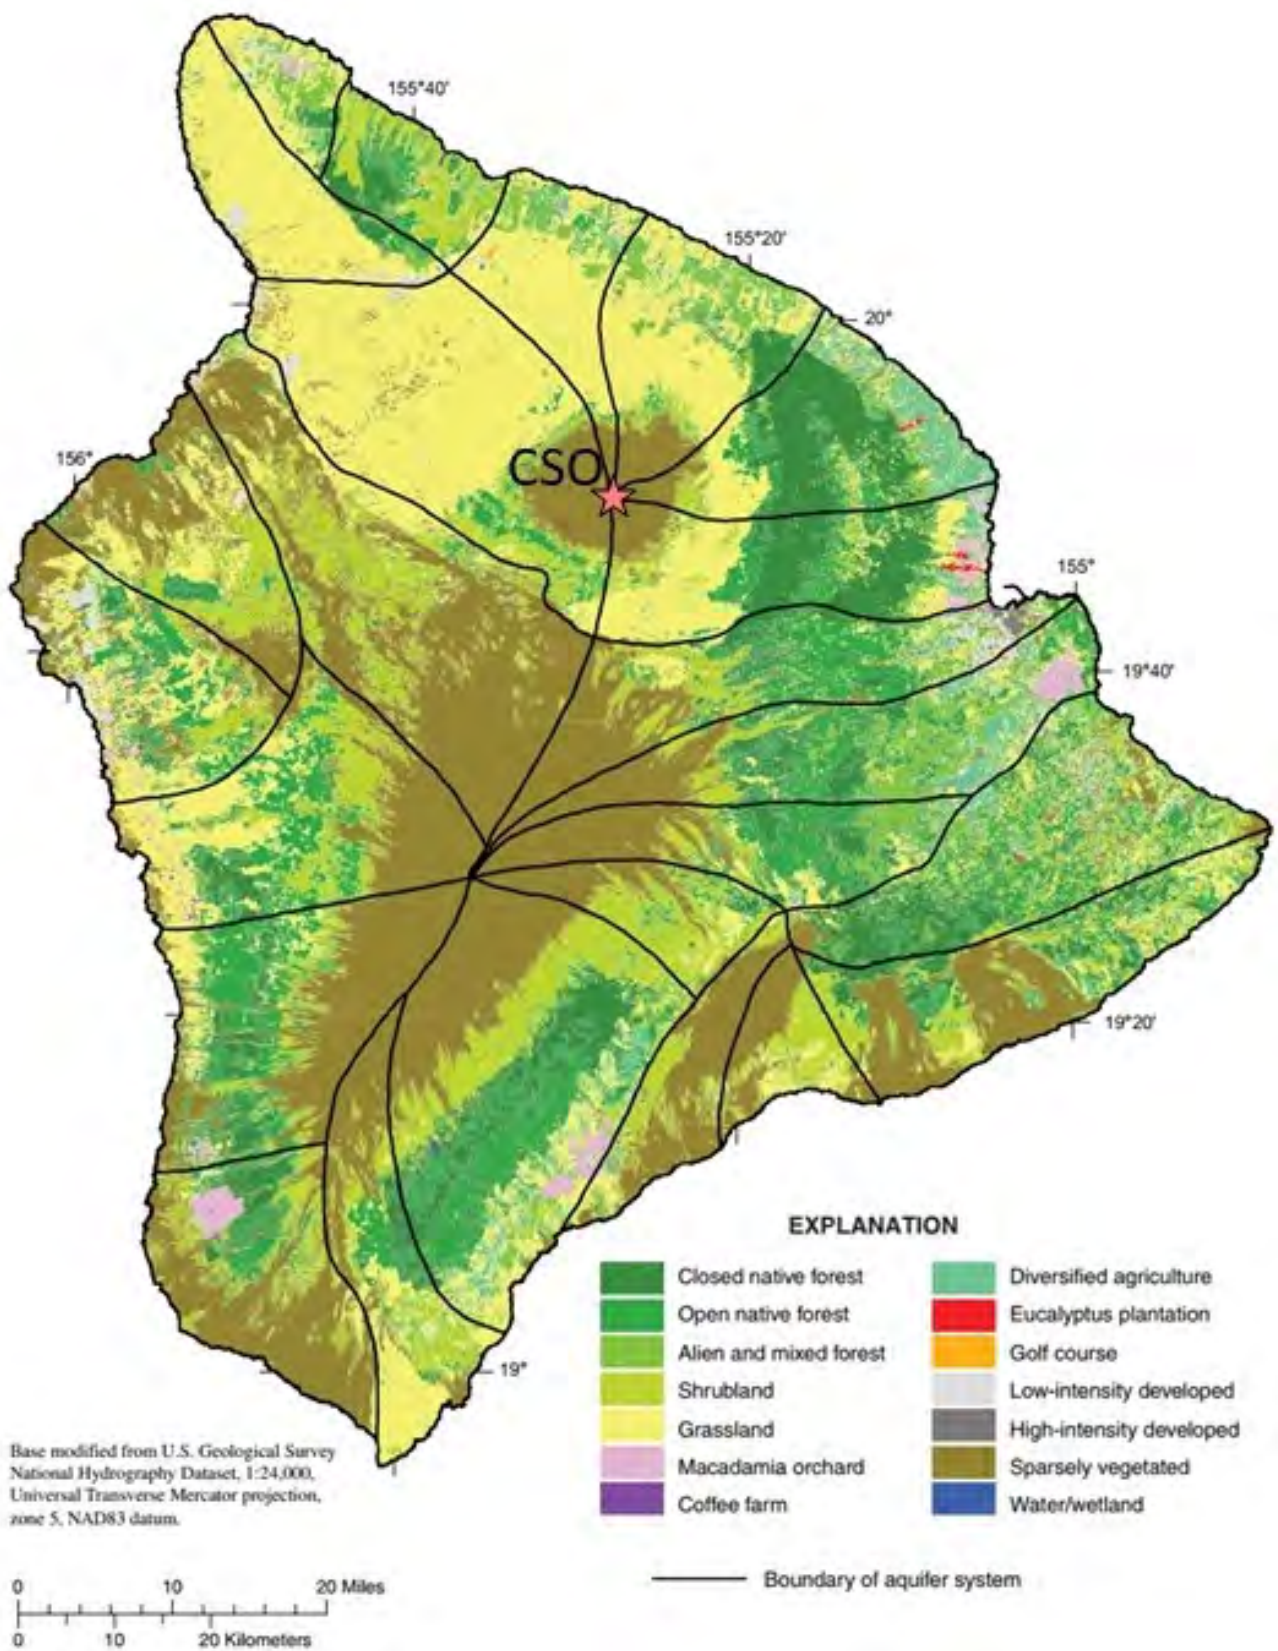 155°40'
155°20'
20°
CSO
156°
155°
19°40'
19°20'
19°
EXPLANATION
Closed native forest
Open native forest
Alien and mixed forest
Shrubland
Grassland
Macadamia orchard
Coffee farm
Diversified agriculture
Eucalyptus plantation
Golf course
Low-intensity developed
High-intensity developed
Sparsely vegetated
Water/wetland
Boundary of aquifer system
Base modified from U.S. Geological Survey
National Hydrography Dataset, 1:24,000,
Universal Transverse Mercator projection,
zone 5, NAD83 datum.
0 10 20 Miles
0 10 20 Kilometers